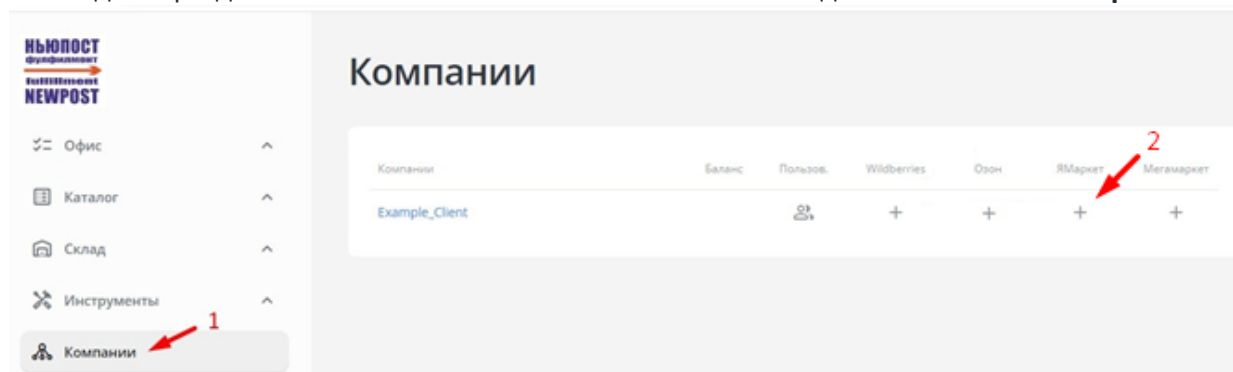 НЬЮПОСТ
фулфилмент
fulfillment
NEWPOST
Компании
Офис
Каталог
Склад
Инструменты
1
Компании
2
Компании Баланс Пользов. Wildberries Озон ЯМаркет Мегамаркет
Example_Client + + + +